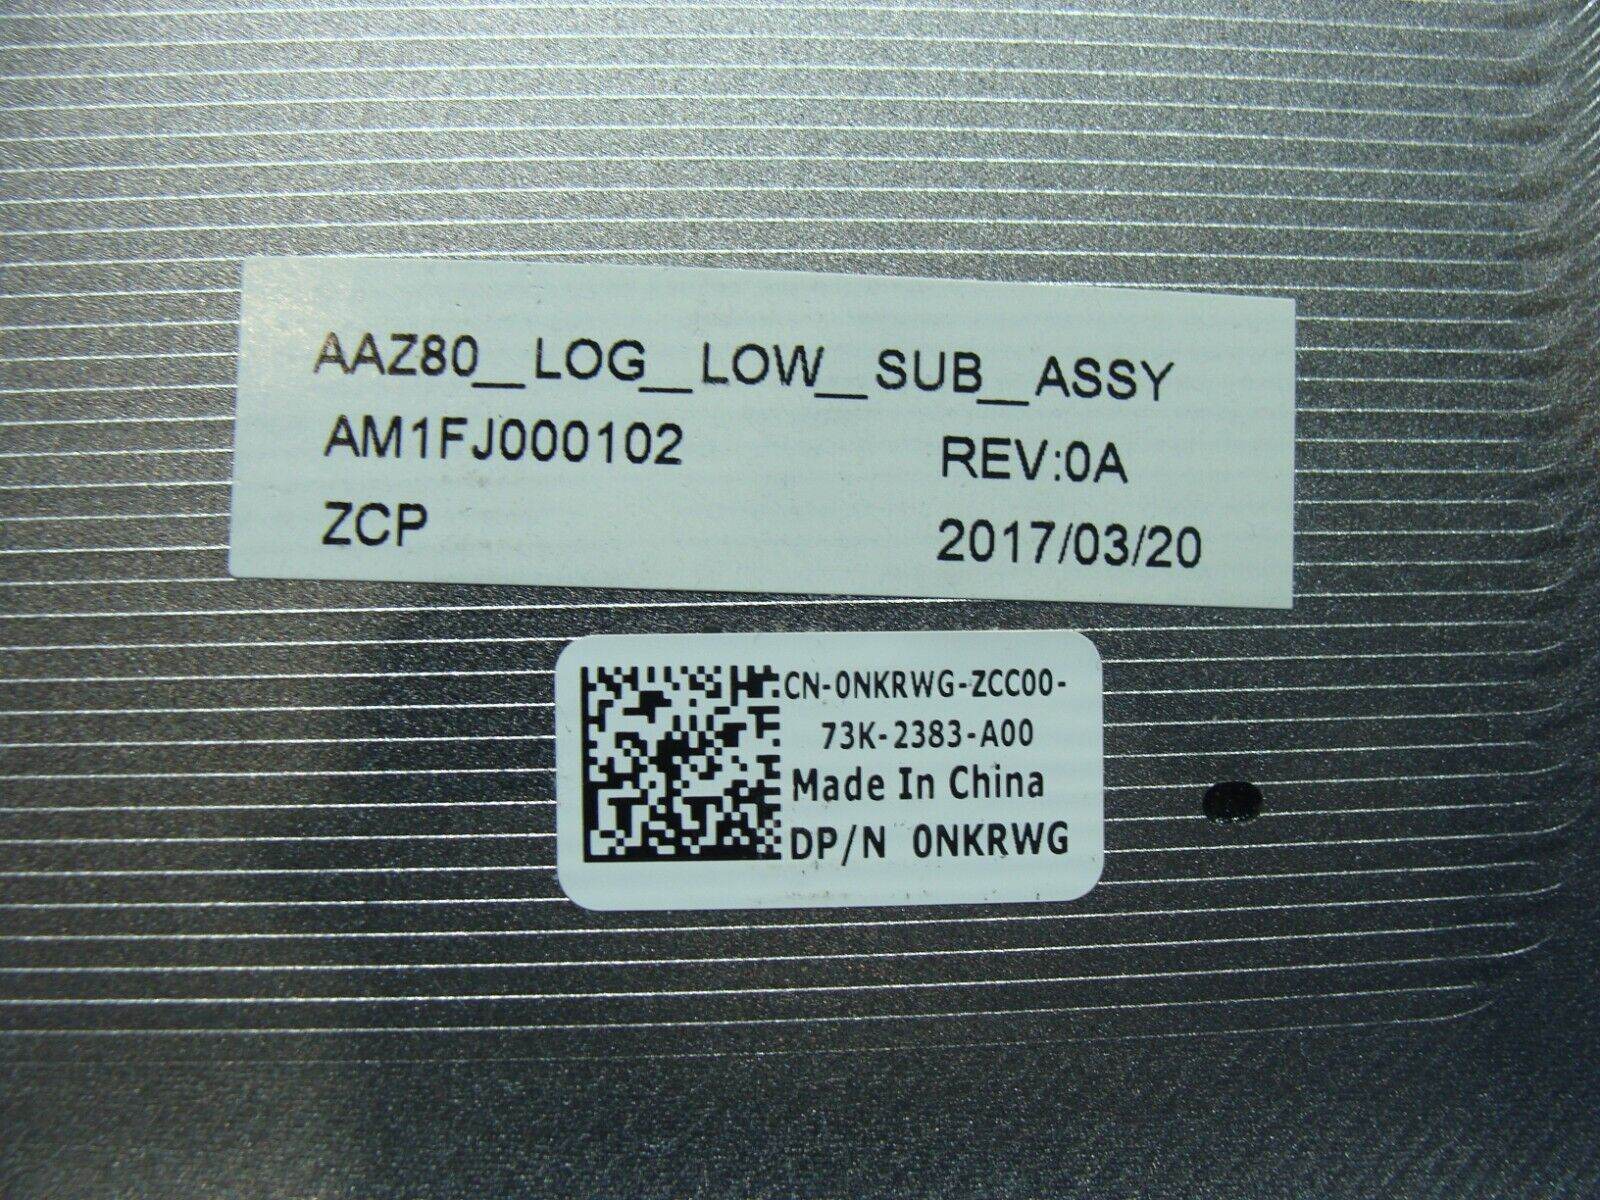 AAZ80_LOG_LOW_SUB_ASSY
AM1FJ000102 REV:0A
ZCP 2017/03/20
CN-0NKRWG-ZCC00-
73K-2383-A00
Made In China
DP/N 0NKRWG